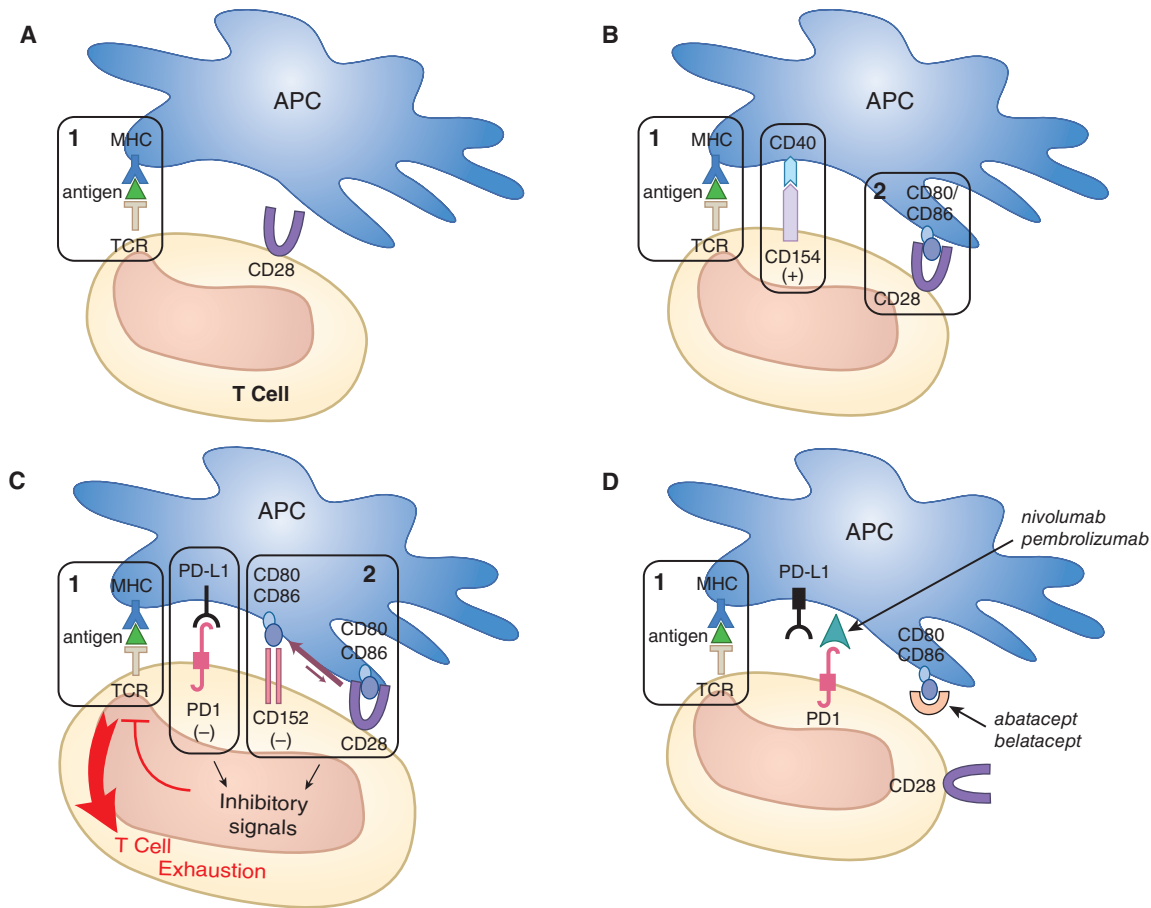 A
APC
1
MHC
antigen
TCR
CD28
T Cell
B
APC
1
MHC
antigen
TCR
CD40
CD154
(+)
2
CD80/
CD86
CD28
C
APC
1
MHC
antigen
TCR
PD-L1
PD1
(–)
2
CD80
CD86
CD80
CD86
CD152
(–)
CD28
Inhibitory
signals
T Cell
Exhaustion
D
APC
nivolumab
pembrolizumab
1
MHC
antigen
TCR
PD-L1
PD1
CD80
CD86
abatacept
belatacept
CD28